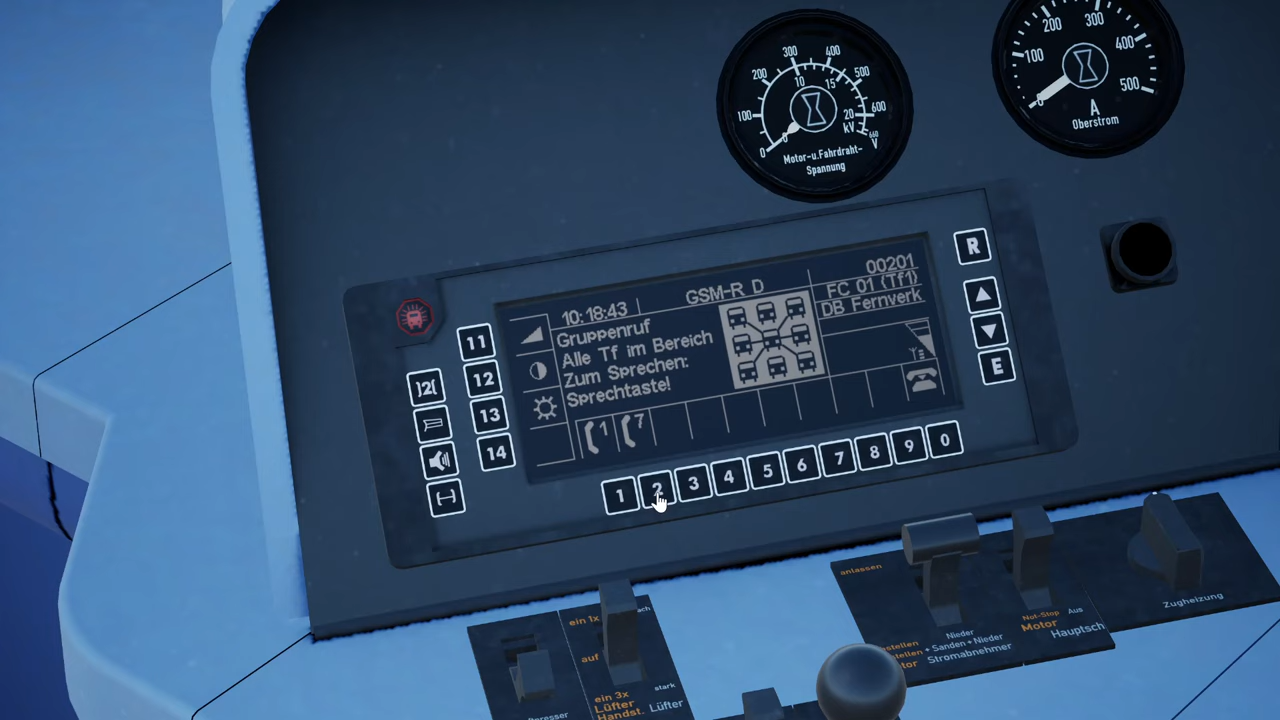 200 300 400
100 500
10 15
20 600
kV
660
0 0 V
Motor-u.Fahrdraht-
Spannung
200 300
100 400
500
0
A
Oberstrom
R
E
11
12
13
14
10:18:43
GSM-R D
00201
FC 01 (Tf1)
DB Fernverk
Gruppenruf
Alle Tf im Bereich
Zum Sprechen:
Sprechtaste!
1 7
1 2 3 4 5 6 7 8 9 0
anlassen
Nieder
+ Sanden + Nieder
Stromabnehmer
Not-Stop Aus
Motor
Hauptsch
Zugheizung
ein 1x
auf
ein 3x stark
Lüfter Lüfter
Handst.